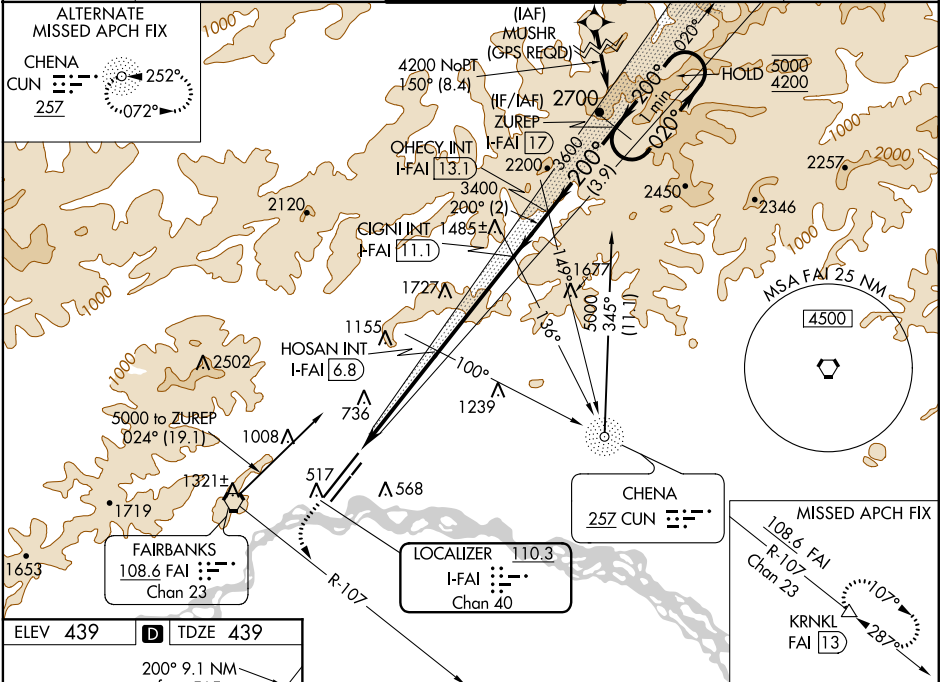 ALTERNATE
MISSED APCH FIX
CHENA
CUN
257
252°
072°
1000
(IAF)
MUSHR
(GPS REQD)
4200 NoPT
150° (8.4)
2700
(IF/IAF)
ZUREP
I-FAI 17
020°
200°
1 min
020°
HOLD 5000
4200
1000
OHECY INT
I-FAI 13.1
2200
3600
200°
(3.9)
3400
200° (2)
2257
2000
2450
2346
2120
CIGNI INT
I-FAI 11.1
1485±
1000
1000
1727
149°
1677
5000
345°
(11.1)
136°
MSA FAI 25 NM
4500
1155
HOSAN INT
I-FAI 6.8
100°
1000
2502
736
1239
5000 to ZUREP
024° (19.1)
1008
1321±
517
568
1719
1653
CHENA
257 CUN
FAIRBANKS
108.6 FAI
Chan 23
R-107
LOCALIZER 110.3
I-FAI
Chan 40
MISSED APCH FIX
108.6 FAI
R-107
Chan 23
107°
KRNKL
FAI 13
287°
ELEV 439
D
TDZE 439
200° 9.1 NM